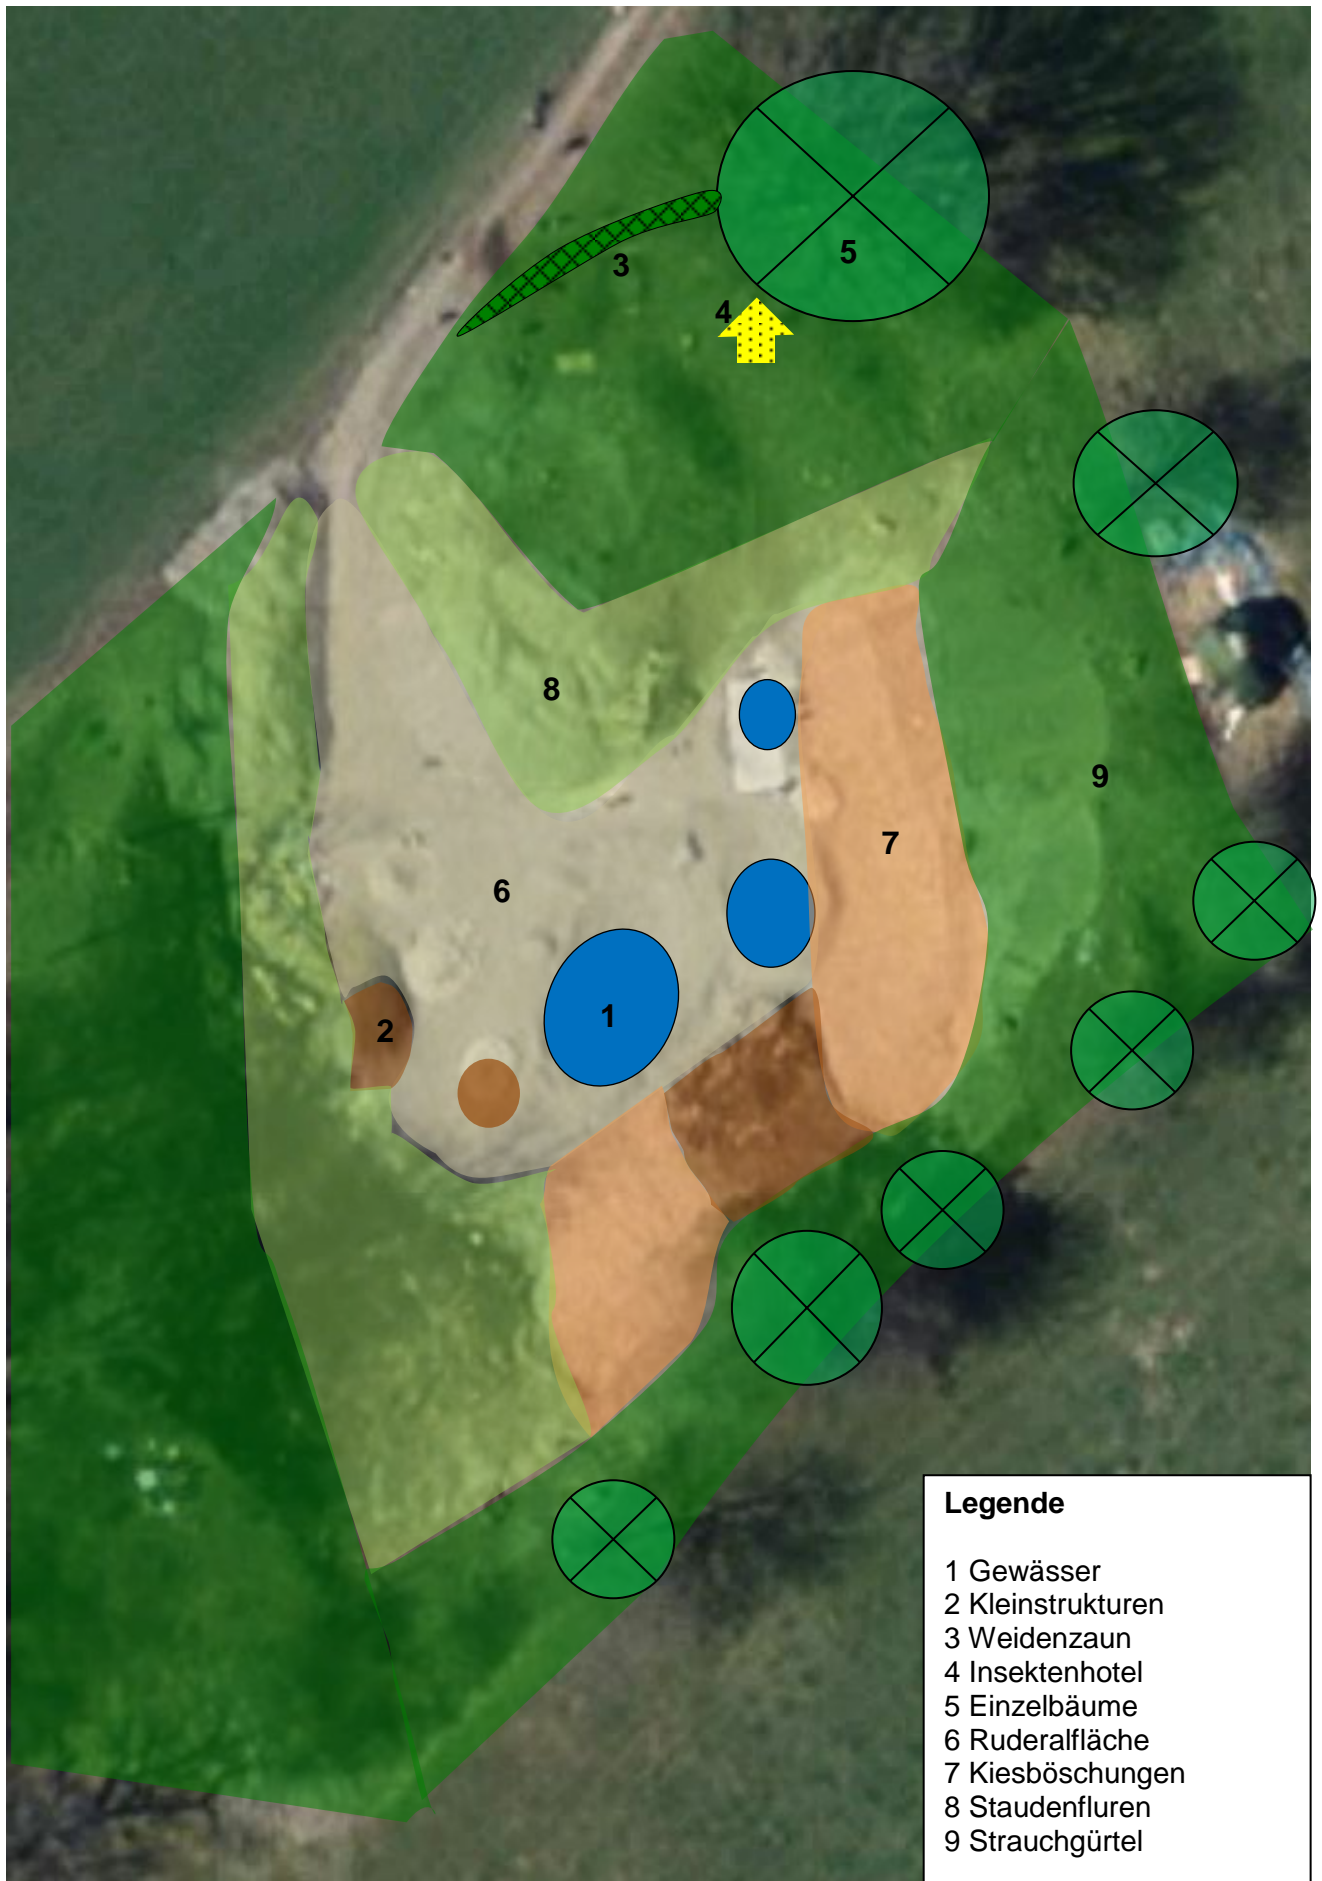 5
3
4
8
9
7
6
1
2
Legende
1 Gewässer
2 Kleinstrukturen
3 Weidenzaun
4 Insektenhotel
5 Einzelbäume
6 Ruderalfläche
7 Kiesböschungen
8 Staudenfluren
9 Strauchgürtel